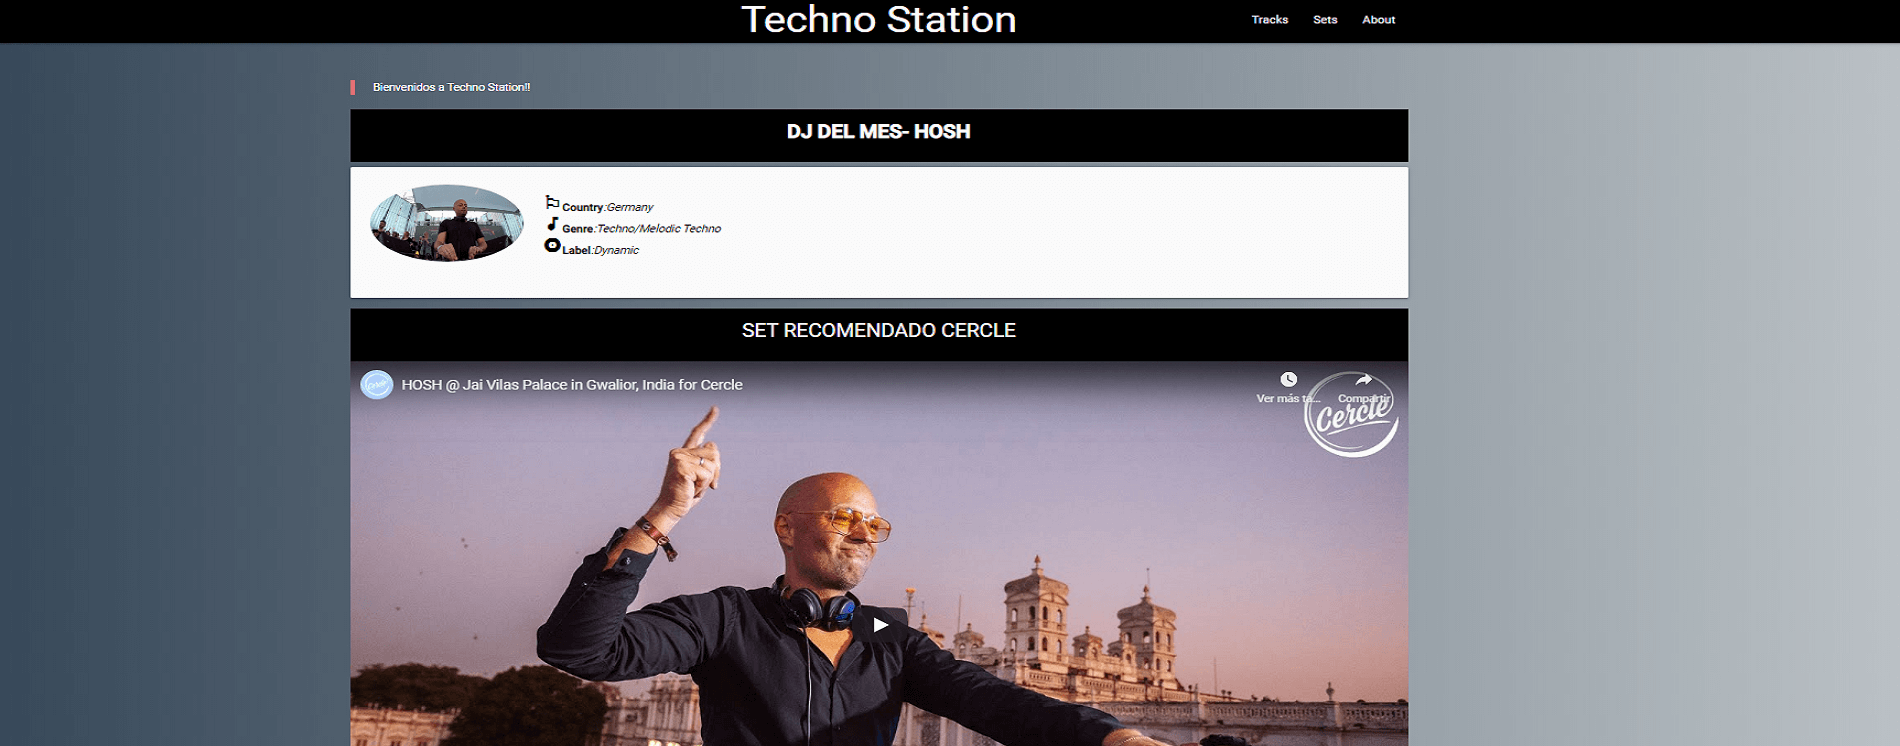 Techno Station
Tracks Sets About
Bienvenidos a Techno Station!!
DJ DEL MES- HOSH
Country:Germany
Genre:Techno/Melodic Techno
Label:Dynamic
SET RECOMENDADO CERCLE
HOSH @ Jai Vilas Palace in Gwalior, India for Cercle
Ver más ta... Compartir
Cercle